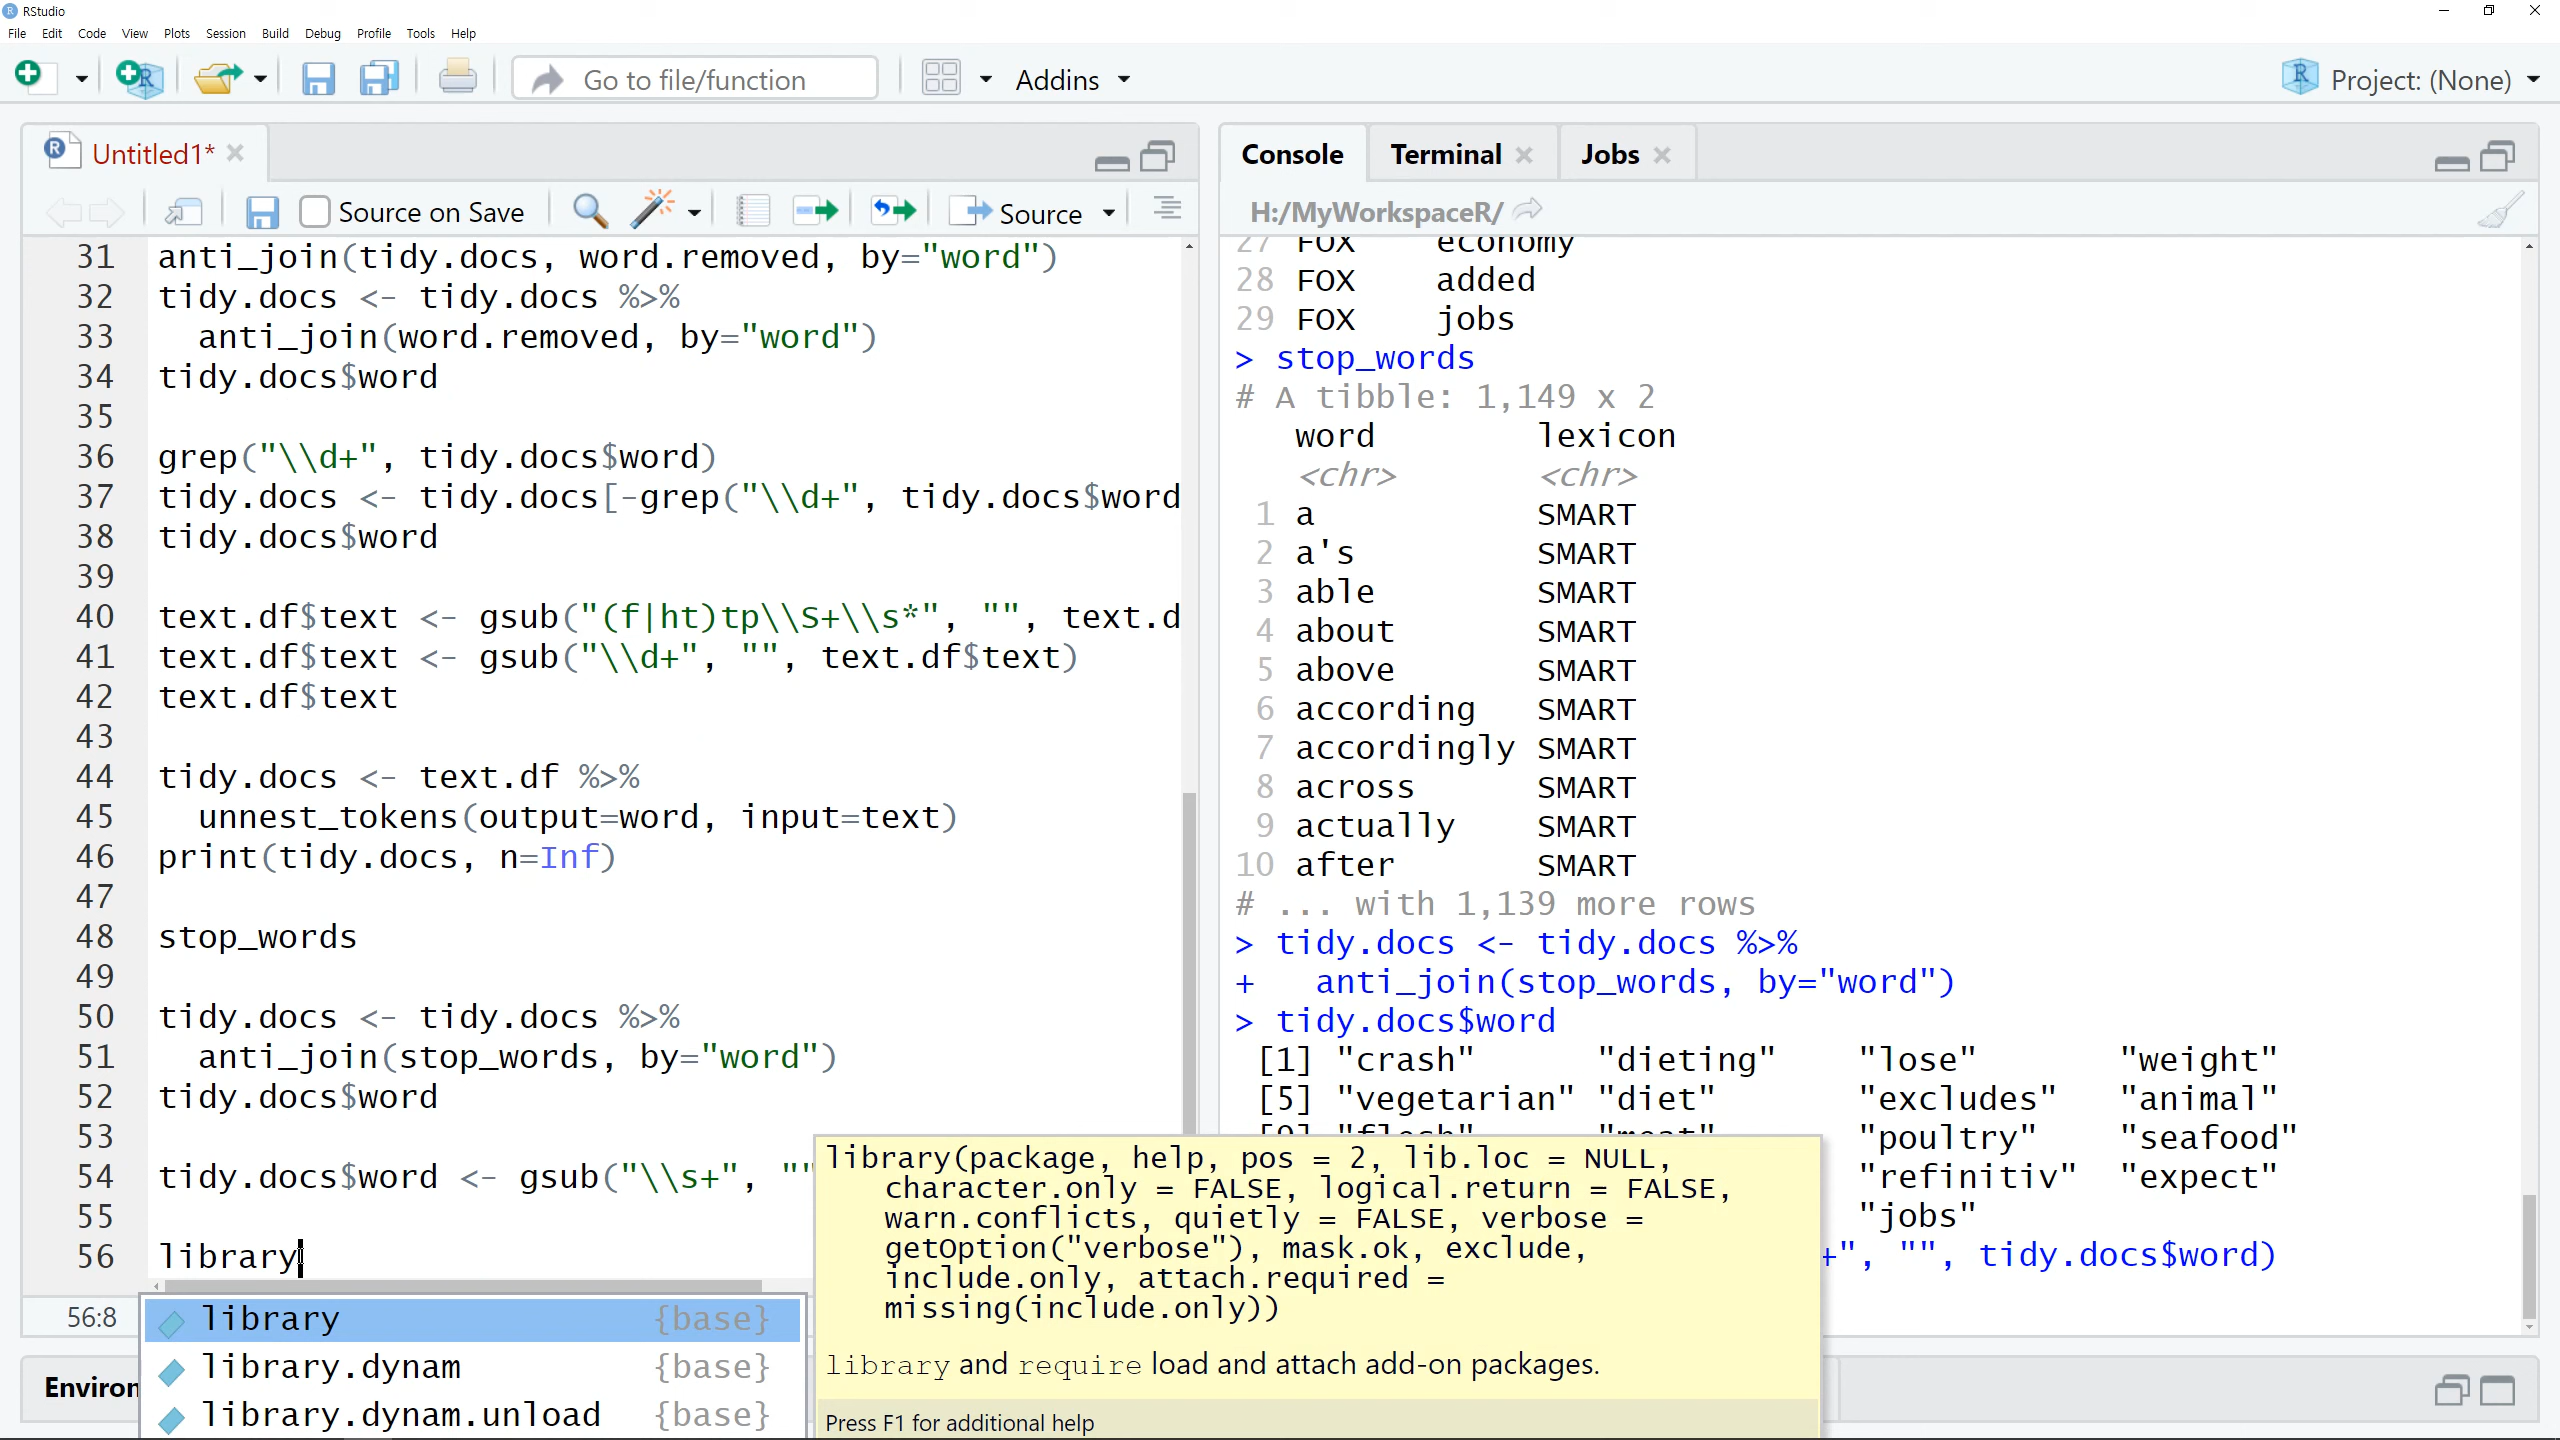 RStudio
File Edit Code View Plots Session Build Debug Profile Tools Help
Go to file/function Addins Project: (None)
Untitled1*
Source on Save Source
31 anti_join(tidy.docs, word.removed, by="word")
32 tidy.docs <- tidy.docs %>%
33 anti_join(word.removed, by="word")
34 tidy.docs$word
35
36 grep("\\d+", tidy.docs$word)
37 tidy.docs <- tidy.docs[-grep("\\d+", tidy.docs$word
38 tidy.docs$word
39
40 text.df$text <- gsub("(f|ht)tp\\S+\\s*", "", text.d
41 text.df$text <- gsub("\\d+", "", text.df$text)
42 text.df$text
43
44 tidy.docs <- text.df %>%
45 unnest_tokens(output=word, input=text)
46 print(tidy.docs, n=Inf)
47
48 stop_words
49
50 tidy.docs <- tidy.docs %>%
51 anti_join(stop_words, by="word")
52 tidy.docs$word
53
54 tidy.docs$word <- gsub("\\s+", ""
55
56 library
56:8
library {base}
library.dynam {base}
library.dynam.unload {base}
Environ
library(package, help, pos = 2, lib.loc = NULL,
character.only = FALSE, logical.return = FALSE,
warn.conflicts, quietly = FALSE, verbose =
getOption("verbose"), mask.ok, exclude,
include.only, attach.required =
missing(include.only))
library and require load and attach add-on packages.
Press F1 for additional help
Console Terminal Jobs
H:/MyWorkspaceR/
27 FOX economy
28 FOX added
29 FOX jobs
> stop_words
# A tibble: 1,149 x 2
word lexicon
<chr> <chr>
1 a SMART
2 a's SMART
3 able SMART
4 about SMART
5 above SMART
6 according SMART
7 accordingly SMART
8 across SMART
9 actually SMART
10 after SMART
# ... with 1,139 more rows
> tidy.docs <- tidy.docs %>%
+ anti_join(stop_words, by="word")
> tidy.docs$word
[1] "crash" "dieting" "lose" "weight"
[5] "vegetarian" "diet" "excludes" "animal"
[9] "flesh" "meat" "poultry" "seafood"
"refinitiv" "expect"
"jobs"
+", "", tidy.docs$word)